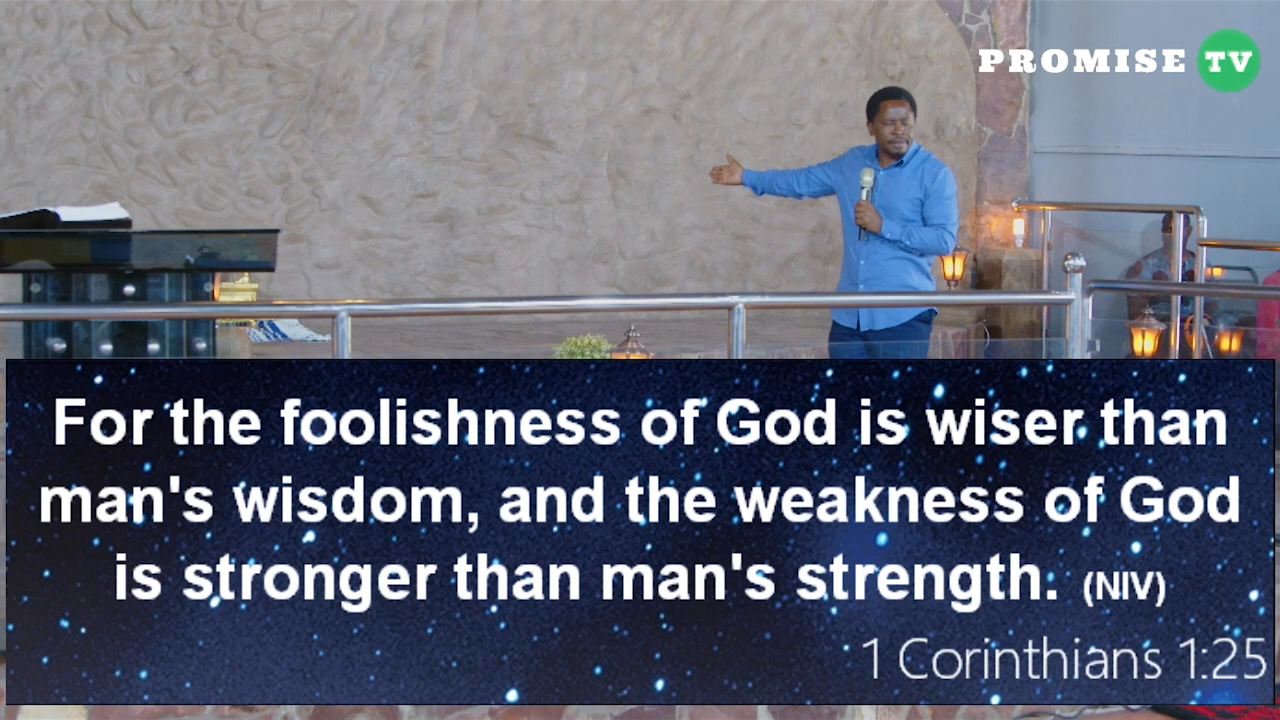 PROMISE TV
For the foolishness of God is wiser than
man's wisdom, and the weakness of God
is stronger than man's strength. (NIV)
1 Corinthians 1:25